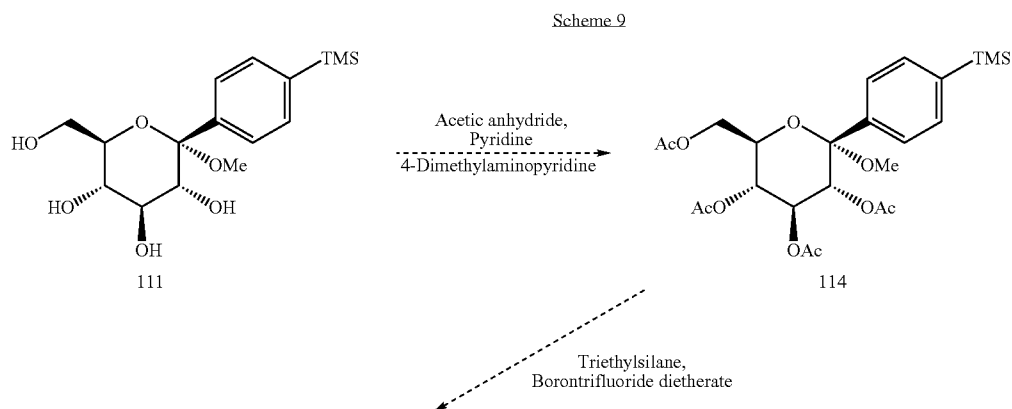 Scheme 9
TMS
HO
O
OMe
HO
OH
OH
111
Acetic anhydride,
Pyridine
4-Dimethylaminopyridine
TMS
AcO
O
OMe
AcO
OAc
OAc
114
Triethylsilane,
Borontrifluoride dietherate